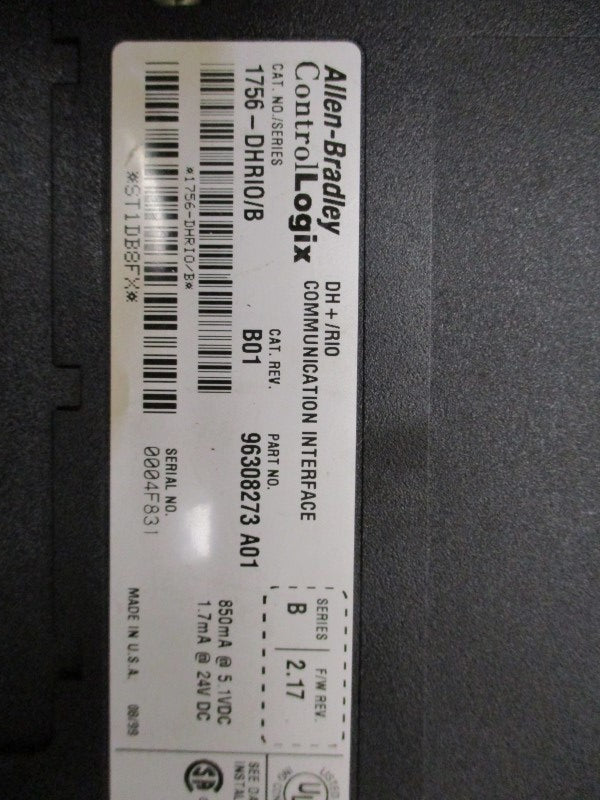 Allen-Bradley
ControlLogix
DH+/RIO
COMMUNICATION INTERFACE
CAT. NO./SERIES
1756-DHRIO/B
CAT. REV.
B01
PART NO.
96308273 A01
SERIES
F/W REV.
B
2.17
*1756-DHRIO/B*
*ST1DB8FX*
SERIAL NO.
0004F831
850mA @ 5.1VDC
1.7mA @ 24V DC
MADE IN U.S.A.
08/99